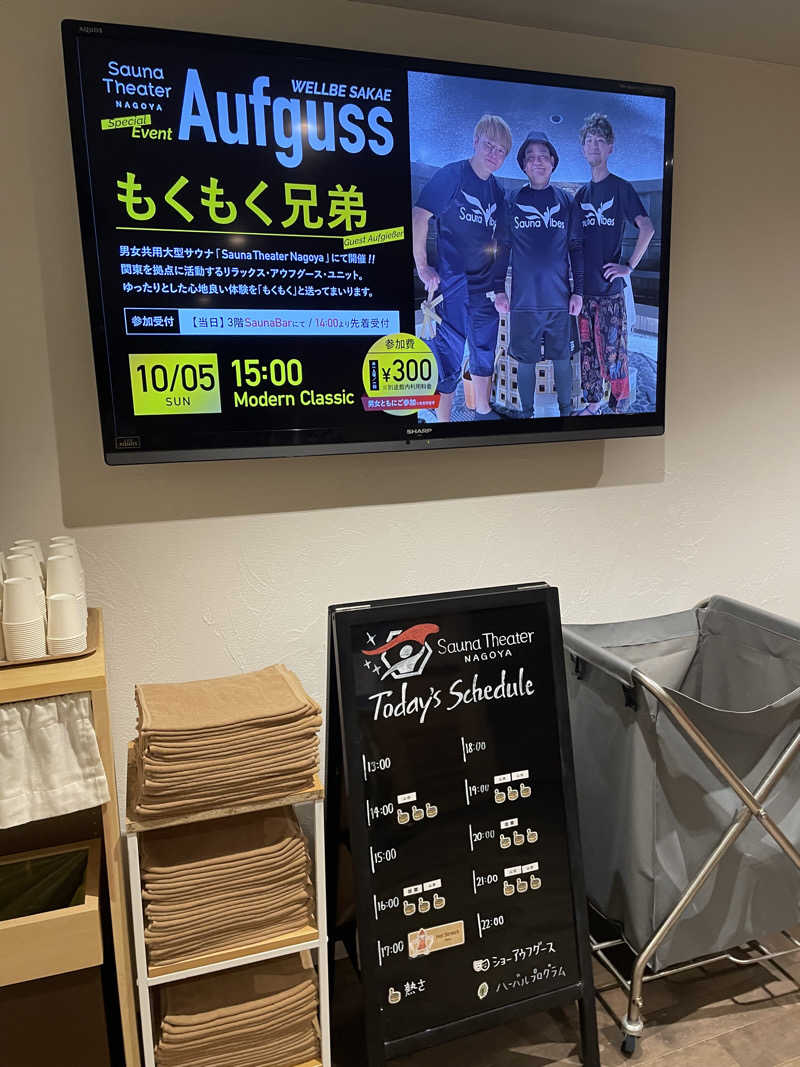 AQUOS
Sauna
Theater
NAGOYA
Special
Event
WELLBE SAKAE
Aufguss
もくもく兄弟
Guest Aufgießer
男女共用大型サウナ「Sauna Theater Nagoya」にて開催!!
関東を拠点に活動するリラックス・アウフグース・ユニット。
ゆったりとした心地良い体験を「もくもく」と送ってまいります。
参加受付 【当日】3階SaunaBarにて / 14:00より先着受付
10/05
SUN
15:00
Modern Classic
参加費
¥300
※別途館内利用料金
男女ともにご参加
Sauna Vibes
Sauna Vibes
Sauna Vibes
SHARP
Sauna Theater
NAGOYA
Today's Schedule
13:00
14:00
15:00
16:00
17:00
熱さ
18:00
19:00
20:00
21:00
22:00
ショーアウフグース
ハーバルプログラム